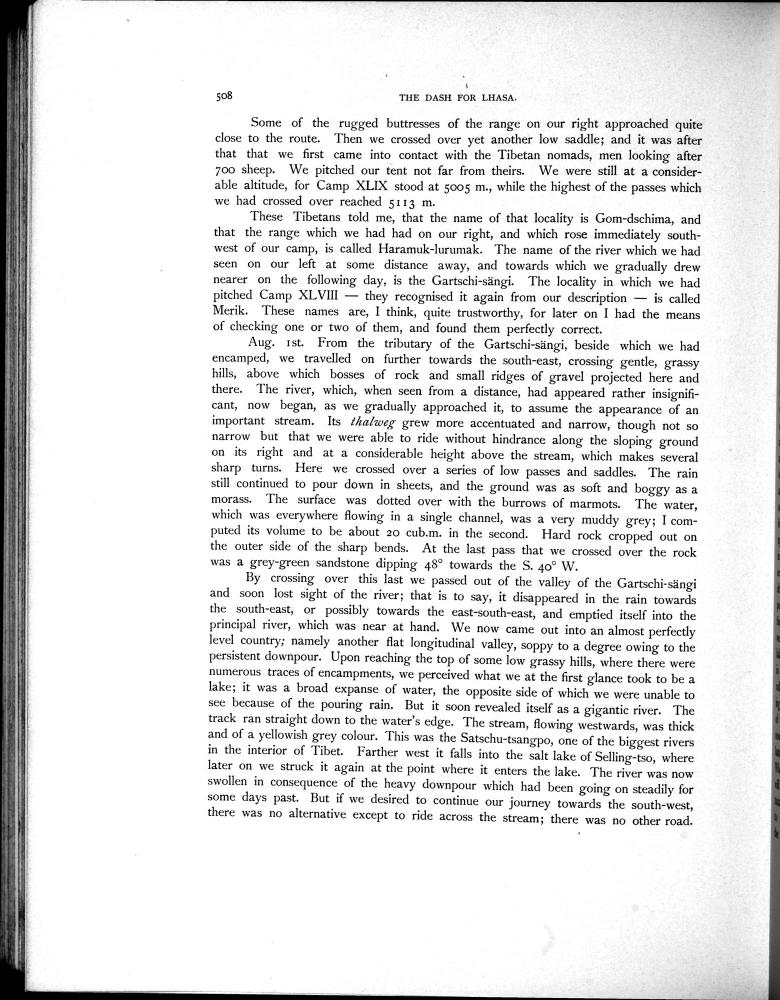 508
THE DASH FOR LHASA.
Some of the rugged buttresses of the range on our right approached quite
close to the route. Then we crossed over yet another low saddle; and it was after
that that we first came into contact with the Tibetan nomads, men looking after
700 sheep. We pitched our tent not far from theirs. We were still at a consider-
able altitude, for Camp XLIX stood at 5005 m., while the highest of the passes which
we had crossed over reached 5113 m.
These Tibetans told me, that the name of that locality is Gom-dschima, and
that the range which we had had on our right, and which rose immediately south-
west of our camp, is called Haramuk-lurumak. The name of the river which we had
seen on our left at some distance away, and towards which we gradually drew
nearer on the following day, is the Gartschi-sängi. The locality in which we had
pitched Camp XLVIII — they recognised it again from our description — is called
Merik. These names are, I think, quite trustworthy, for later on I had the means
of checking one or two of them, and found them perfectly correct.
Aug. 1st. From the tributary of the Gartschi-sängi, beside which we had
encamped, we travelled on further towards the south-east, crossing gentle, grassy
hills, above which bosses of rock and small ridges of gravel projected here and
there. The river, which, when seen from a distance, had appeared rather insignifi-
cant, now began, as we gradually approached it, to assume the appearance of an
important stream. Its thalweg grew more accentuated and narrow, though not so
narrow but that we were able to ride without hindrance along the sloping ground
on its right and at a considerable height above the stream, which makes several
sharp turns. Here we crossed over a series of low passes and saddles. The rain
still continued to pour down in sheets, and the ground was as soft and boggy as a
morass. The surface was dotted over with the burrows of marmots. The water,
which was everywhere flowing in a single channel, was a very muddy grey; I com-
puted its volume to be about 20 cub.m. in the second. Hard rock cropped out on
the outer side of the sharp bends. At the last pass that we crossed over the rock
was a grey-green sandstone dipping 48° towards the S. 40° W.
By crossing over this last we passed out of the valley of the Gartschi-sängi
and soon lost sight of the river; that is to say, it disappeared in the rain towards
the south-east, or possibly towards the east-south-east, and emptied itself into the
principal river, which was near at hand. We now came out into an almost perfectly
level country; namely another flat longitudinal valley, soppy to a degree owing to the
persistent downpour. Upon reaching the top of some low grassy hills, where there were
numerous traces of encampments, we perceived what we at the first glance took to be a
lake; it was a broad expanse of water, the opposite side of which we were unable to
see because of the pouring rain. But it soon revealed itself as a gigantic river. The
track ran straight down to the water's edge. The stream, flowing westwards, was thick
and of a yellowish grey colour. This was the Satschu-tsangpo, one of the biggest rivers
in the interior of Tibet. Farther west it falls into the salt lake of Selling-tso, where
later on we struck it again at the point where it enters the lake. The river was now
swollen in consequence of the heavy downpour which had been going on steadily for
some days past. But if we desired to continue our journey towards the south-west,
there was no alternative except to ride across the stream; there was no other road.